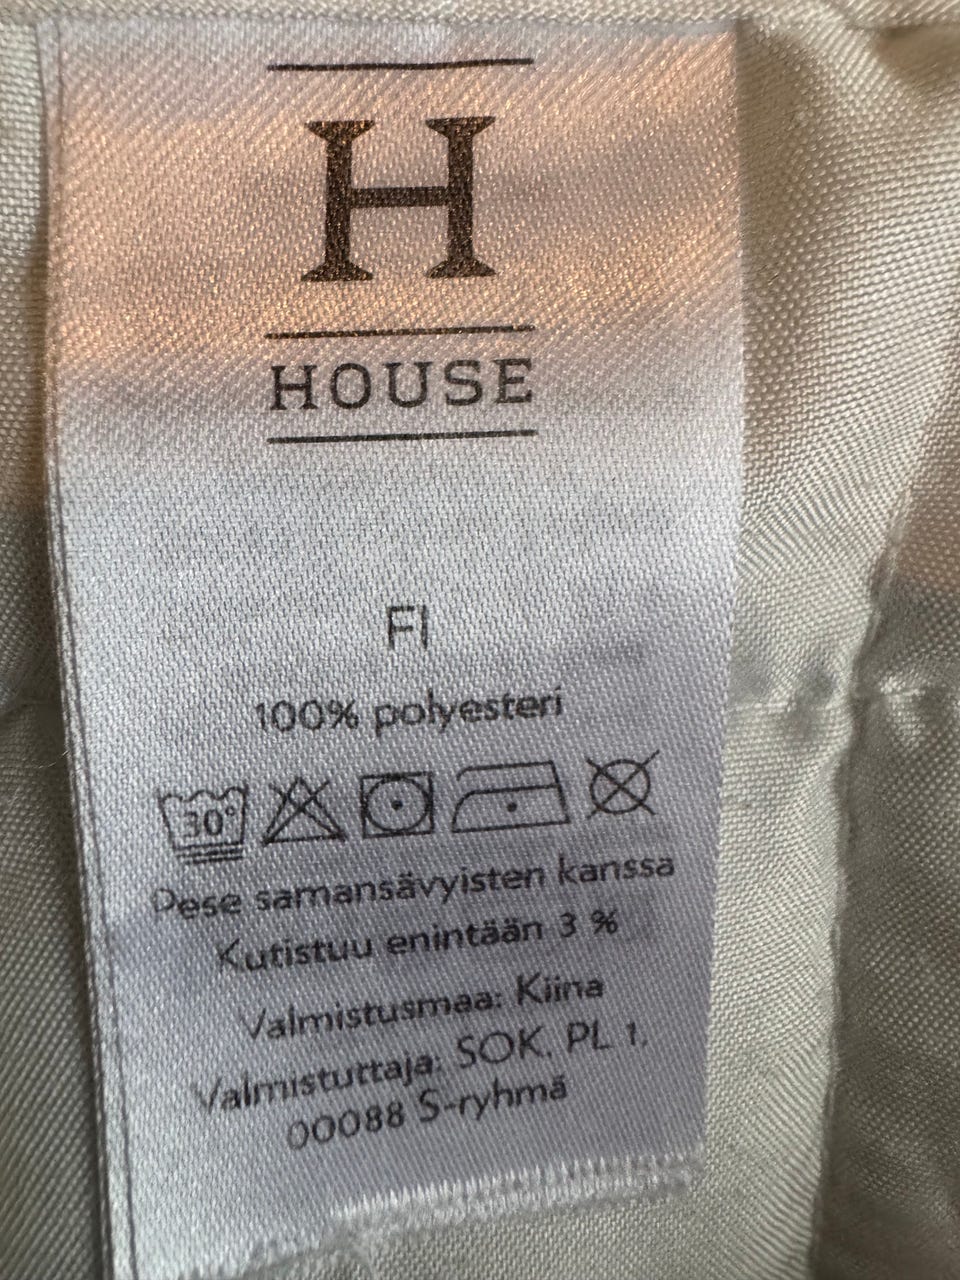 H
HOUSE
FI
100% polyesteri
30°
Pese samansävyisten kanssa
Kutistuu enintään 3 %
Valmistusmaa: Kiina
Valmistuttaja: SOK. PL 1,
00088 S-ryhmä